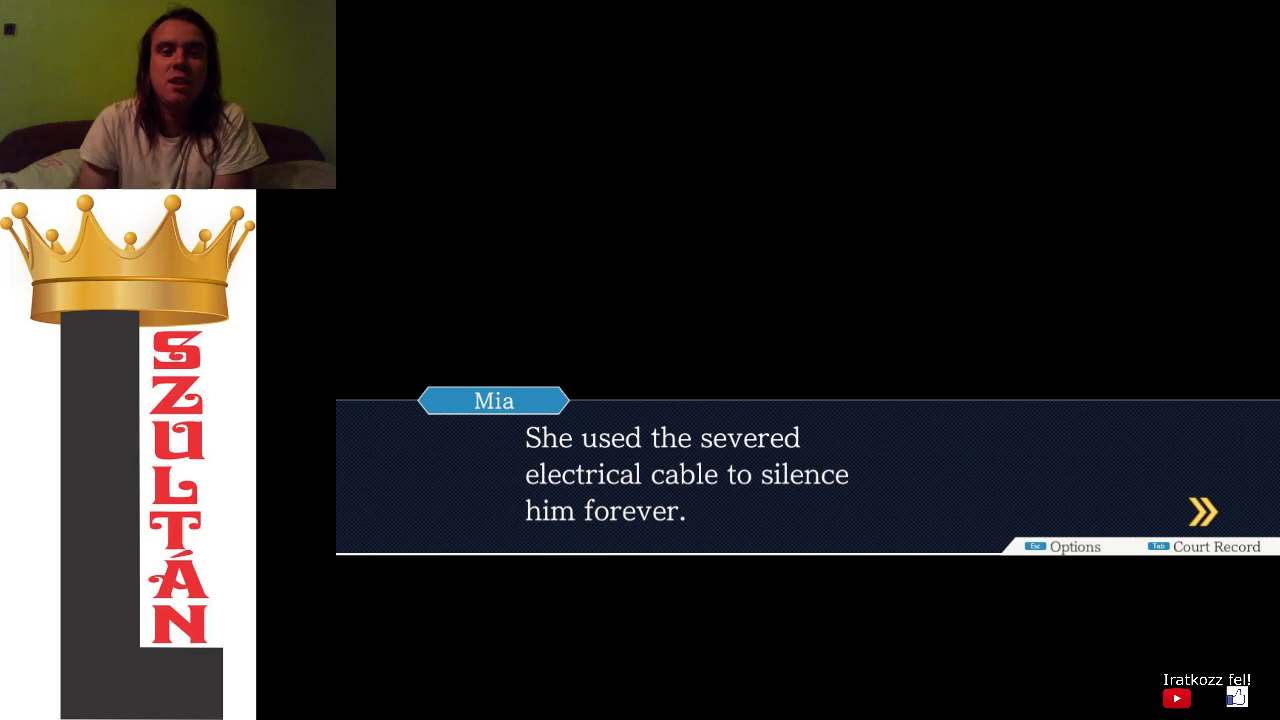 L
SZULTÁN
Mia
She used the severed
electrical cable to silence
him forever.
Esc Options Tab Court Record
Iratkozz fel!